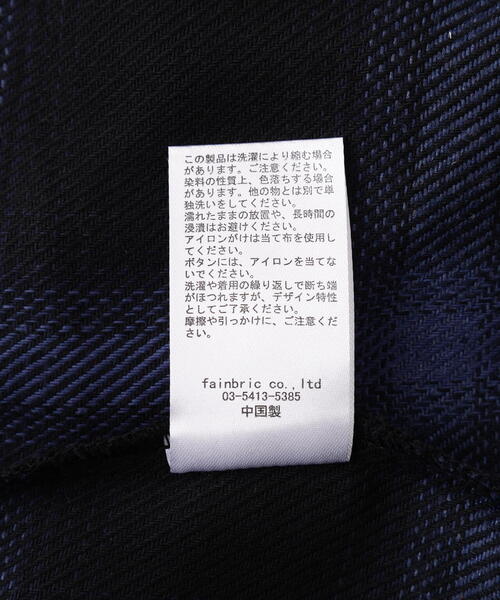 この製品は洗濯により縮む場合
があります。ご注意ください。
染料の性質上、色落ちする場合
があります。他の物とは別で単
独洗いをしてください。
濡れたままの放置や、長時間の
浸漬はお避けください。
アイロンがけは当て布を使用し
てください。
ボタンには、アイロンを当てな
いでください。
洗濯や着用の繰り返しで断ち端
がほつれますが、デザイン特性
としてご了承ください。
摩擦や引っかけに、ご注意くだ
さい。
fainbric co.,ltd
03-5413-5385
中国製